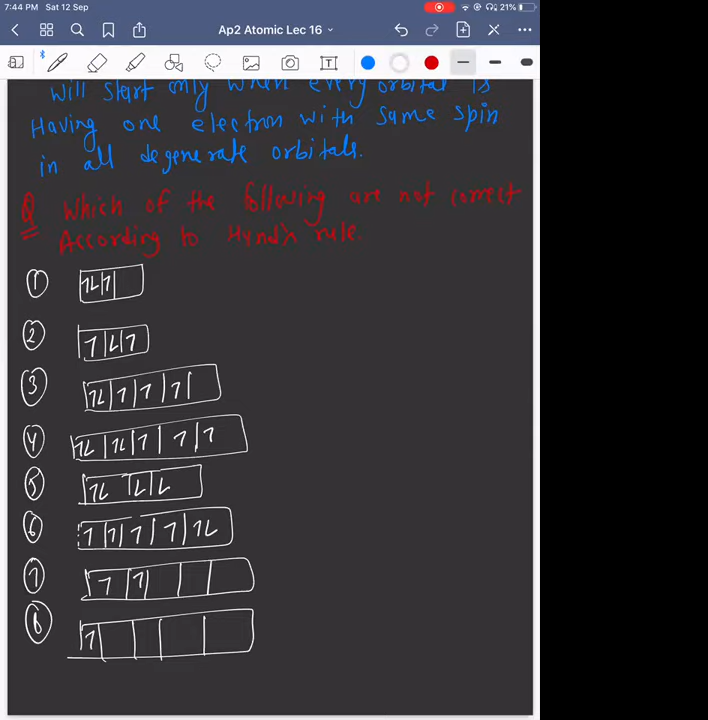 7:44 PM Sat 12 Sep
21%
Ap2 Atomic Lec 16
T
will start only when every orbital is
Having one electron with same spin
in all degenerate orbitals.
Q Which of the following are not correct
According to Hund's rule.
1
2
3
4
5
6
7
8